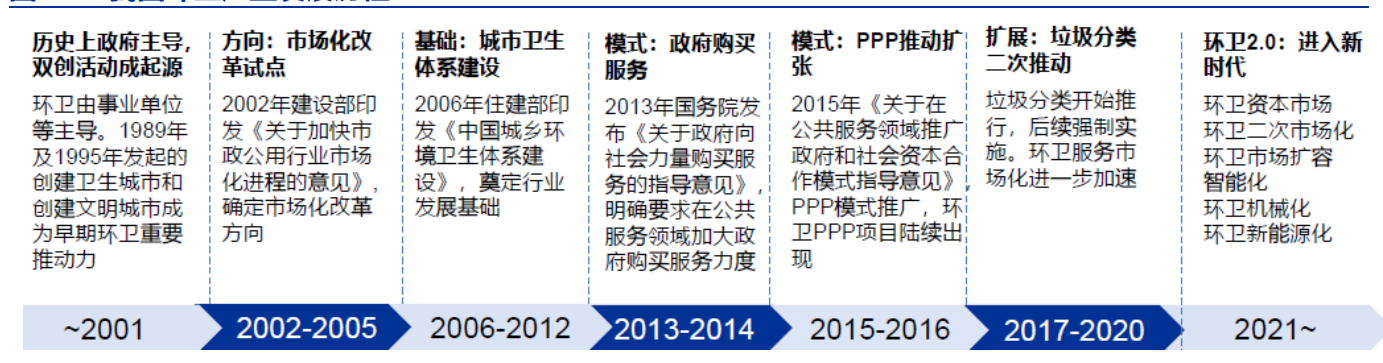 历史上政府主导,
双创活动成起源
环卫由事业单位
等主导。1989年
及1995年发起的
创建卫生城市和
创建文明城市成
为早期环卫重要
推动力
方向：市场化改
革试点
2002年建设部印
发《关于加快市
政公用行业市场
化进程的意见》,
确定市场化改革
方向
基础：城市卫生
体系建设
2006年住建部印
发《中国城乡环
境卫生体系建
设》，奠定行业
发展基础
模式：政府购买
服务
2013年国务院发
布《关于政府向
社会力量购买服
务的指导意见》,
明确要求在公共
服务领域加大政
府购买服务力度
模式：PPP推动扩
张
2015年《关于在
公共服务领域推广
政府和社会资本合
作模式指导意见》,
PPP模式推广，环
卫PPP项目陆续出
现
扩展：垃圾分类
二次推动
垃圾分类开始推
行，后续强制实
施。环卫服务市
场化进一步加速
环卫2.0：进入新
时代
环卫资本市场
环卫二次市场化
环卫市场扩容
智能化
环卫机械化
环卫新能源化
~2001
2002-2005
2006-2012
2013-2014
2015-2016
2017-2020
2021~